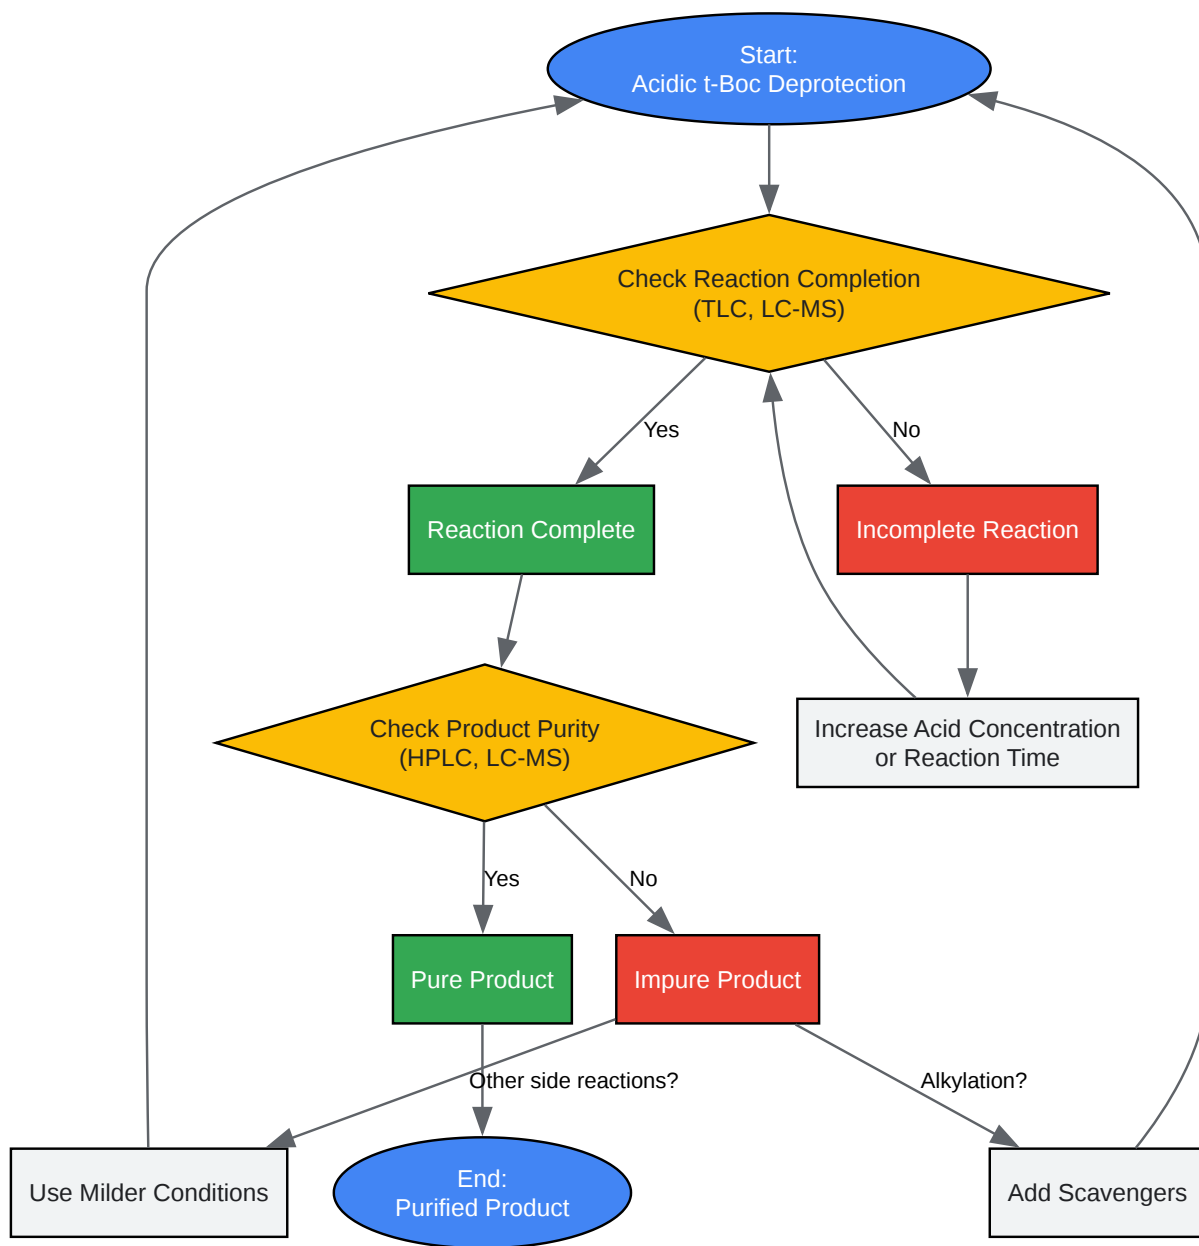 Start:
Acidic t-Boc Deprotection
Check Reaction Completion
(TLC, LC-MS)
Yes
No
Reaction Complete
Incomplete Reaction
Check Product Purity
(HPLC, LC-MS)
Increase Acid Concentration
or Reaction Time
Yes
No
Pure Product
Impure Product
Other side reactions?
Alkylation?
Use Milder Conditions
End:
Purified Product
Add Scavengers